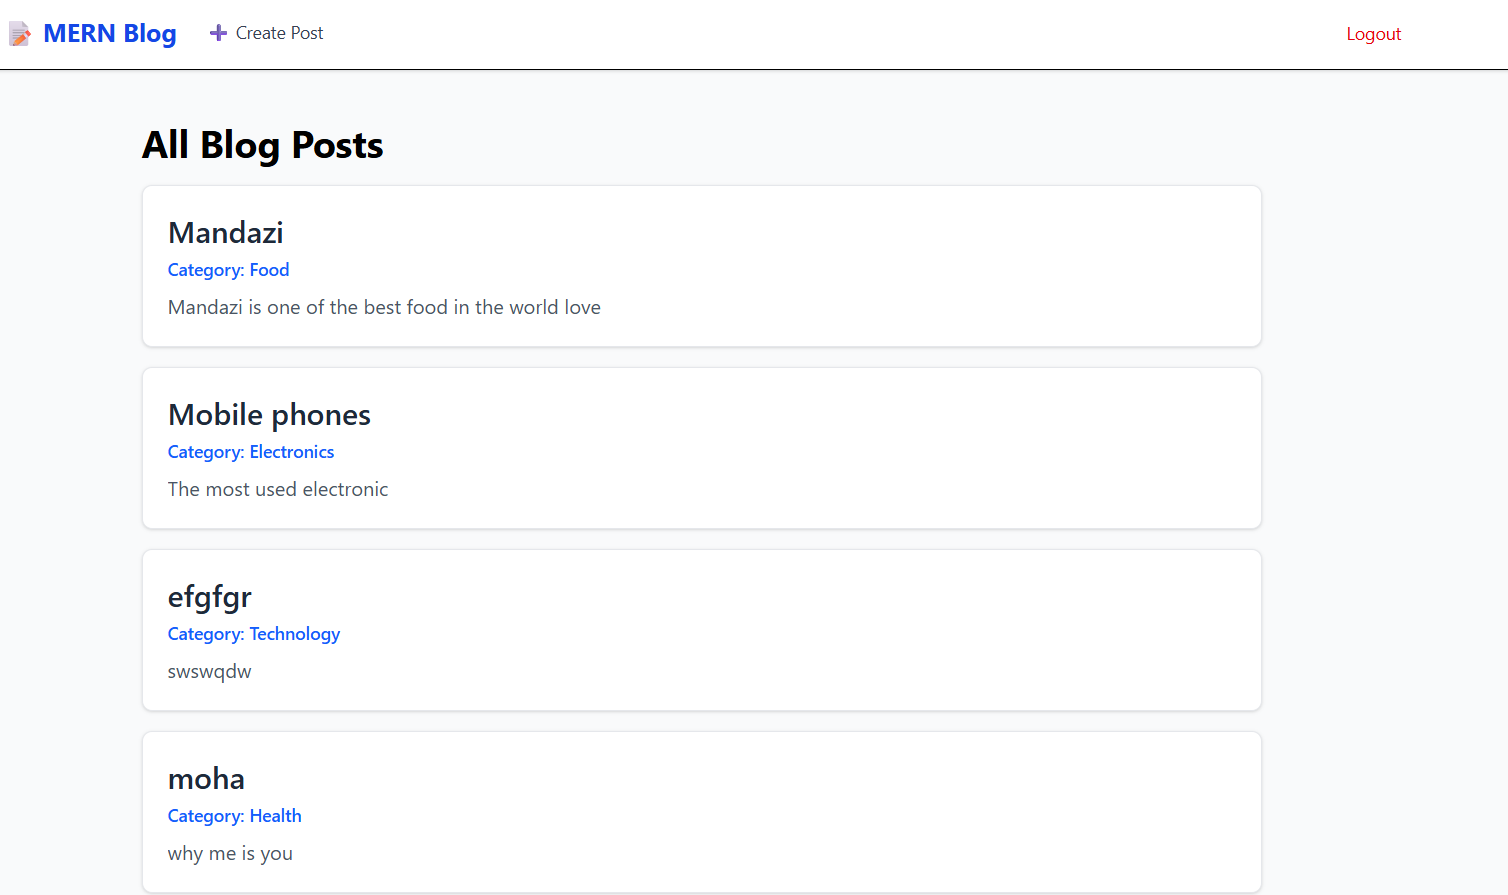 MERN Blog
Create Post
Logout
All Blog Posts
Mandazi
Category: Food
Mandazi is one of the best food in the world love
Mobile phones
Category: Electronics
The most used electronic
efgfgr
Category: Technology
swswqdw
moha
Category: Health
why me is you